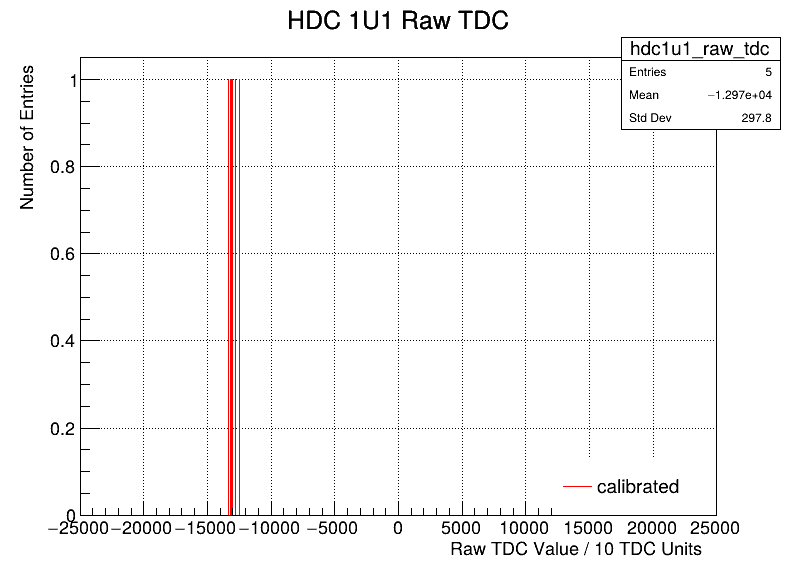 HDC 1U1 Raw TDC
hdc1u1_raw_tdc
Entries 5
Mean −1.297e+04
Std Dev 297.8
Number of Entries
1
0.8
0.6
0.4
0.2
0
−25000 −20000 −15000 −10000 −5000 0 5000 10000 15000 20000 25000
calibrated
Raw TDC Value / 10 TDC Units